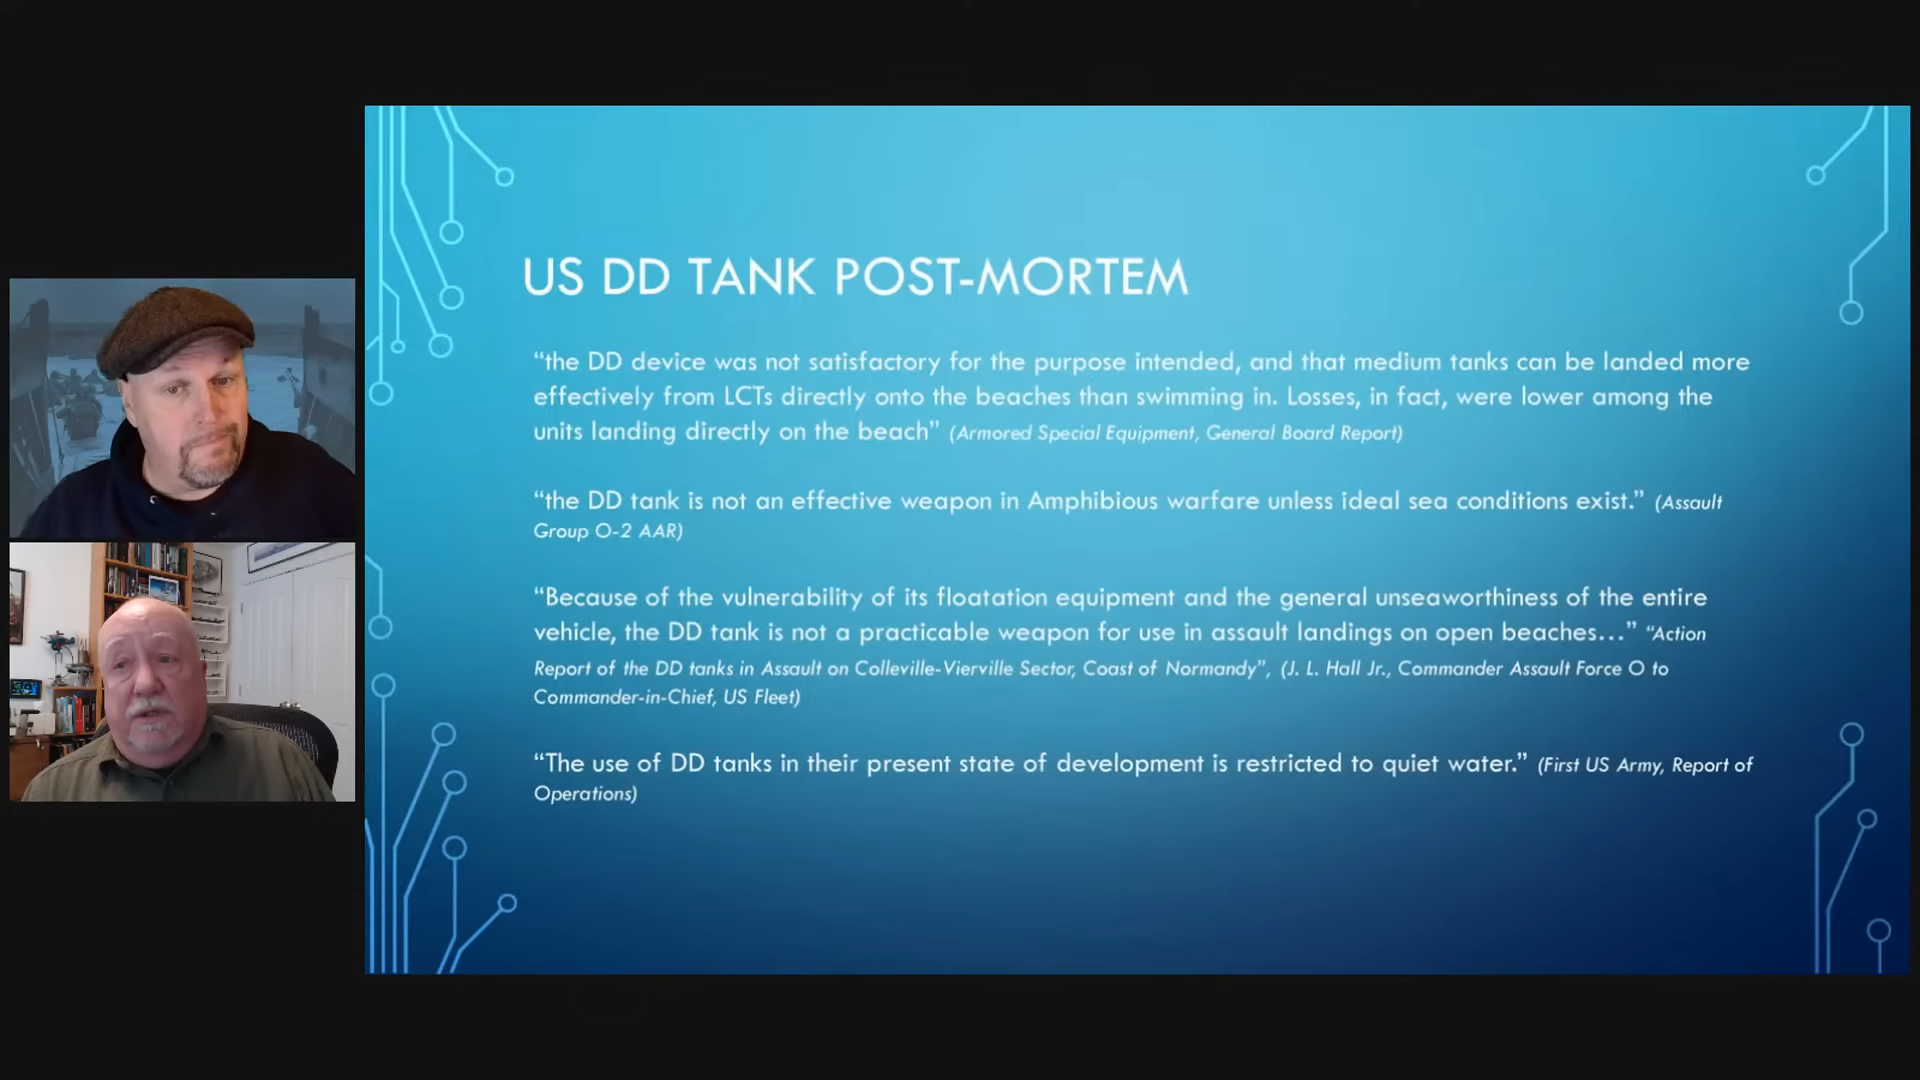 US DD TANK POST-MORTEM
“the DD device was not satisfactory for the purpose intended, and that medium tanks can be landed more
effectively from LCTs directly onto the beaches than swimming in. Losses, in fact, were lower among the
units landing directly on the beach” (Armored Special Equipment, General Board Report)
“the DD tank is not an effective weapon in Amphibious warfare unless ideal sea conditions exist.” (Assault
Group O-2 AAR)
“Because of the vulnerability of its floatation equipment and the general unseaworthiness of the entire
vehicle, the DD tank is not a practicable weapon for use in assault landings on open beaches…” “Action
Report of the DD tanks in Assault on Colleville-Vierville Sector, Coast of Normandy”, (J. L. Hall Jr., Commander Assault Force O to
Commander-in-Chief, US Fleet)
“The use of DD tanks in their present state of development is restricted to quiet water.” (First US Army, Report of
Operations)